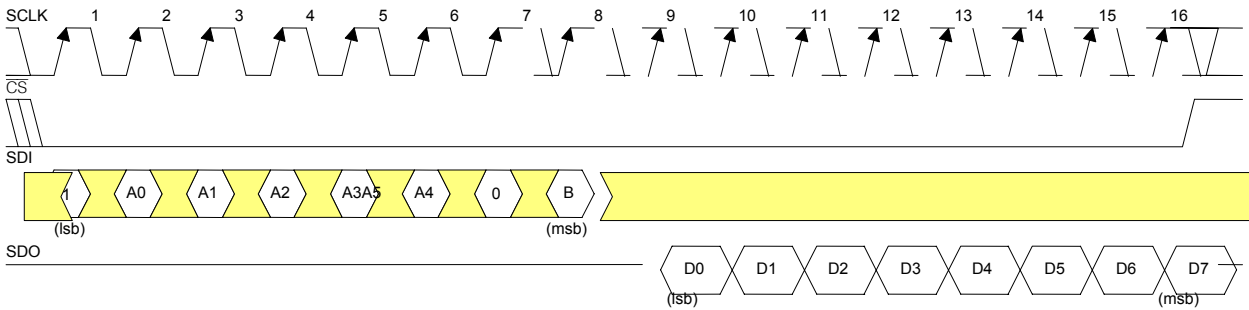 SCLK 1 2 3 4 5 6 7 8 9 10 11 12 13 14 15 16
CS
SDI
1 A0 A1 A2 A3A5 A4 0 B
(lsb) (msb)
SDO
D0 D1 D2 D3 D4 D5 D6 D7
(lsb) (msb)